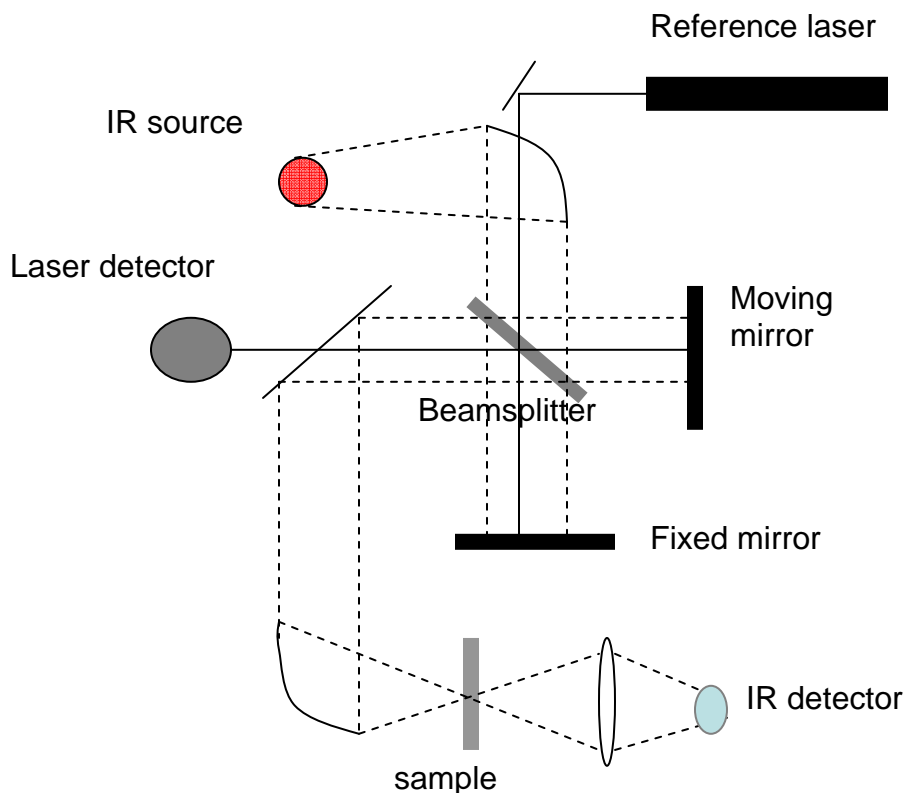 Reference laser
IR source
Laser detector
Moving
mirror
Beamsplitter
Fixed mirror
IR detector
sample